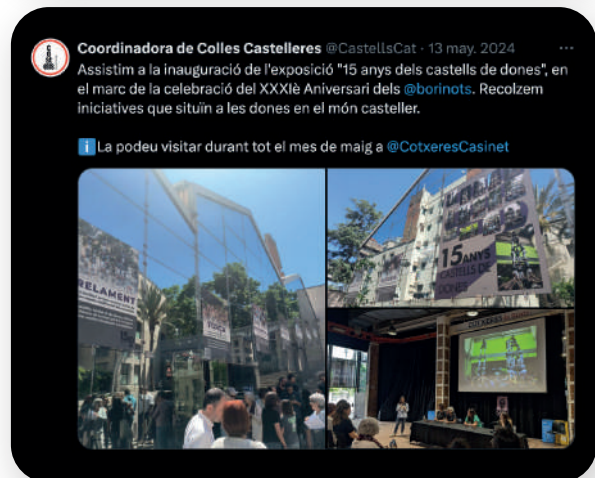 Coordinadora de Colles Castelleres @CastellsCat · 13 may. 2024
Assistim a la inauguració de l'exposició "15 anys dels castells de dones", en
el marc de la celebració del XXXIè Aniversari dels @borinots. Recolzem
iniciatives que situïn a les dones en el món casteller.
i La podeu visitar durant tot el mes de maig a @CotxeresCasinet
RELAMENT
FORÇA
15 ANYS
CASTELLS DE
DONES
COTXERES